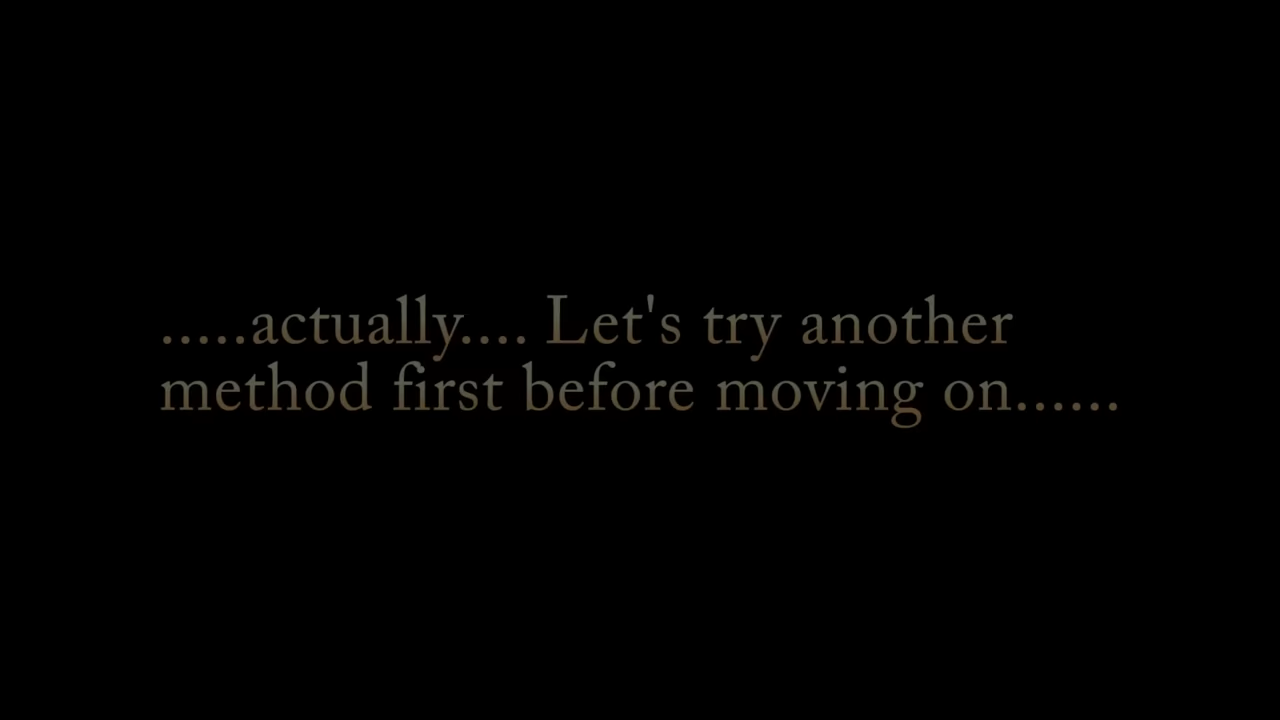 .....actually.... Let's try another
method first before moving on......